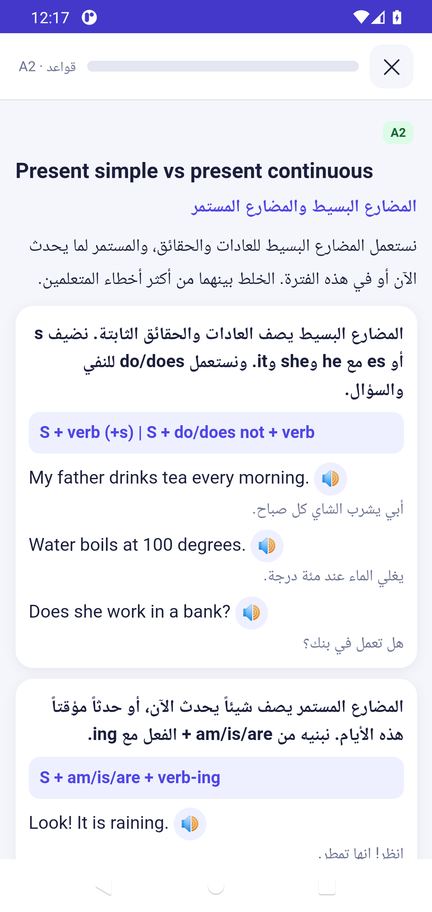 12:17
A2 · قواعد
A2
Present simple vs present continuous
المضارع البسيط والمضارع المستمر
نستعمل المضارع البسيط للعادات والحقائق، والمستمر لما يحدث
الآن أو في هذه الفترة. الخلط بينهما من أكثر أخطاء المتعلمين.
المضارع البسيط يصف العادات والحقائق الثابتة. نضيف s
أو es مع he وshe وit. ونستعمل do/does للنفي
والسؤال.
S + verb (+s) | S + do/does not + verb
My father drinks tea every morning.
أبي يشرب الشاي كل صباح.
Water boils at 100 degrees.
يغلي الماء عند مئة درجة.
Does she work in a bank?
هل تعمل في بنك؟
المضارع المستمر يصف شيئاً يحدث الآن، أو حدثاً مؤقتاً
هذه الأيام. نبنيه من am/is/are + الفعل مع ing.
S + am/is/are + verb-ing
Look! It is raining.
انظر! انها تمطر.